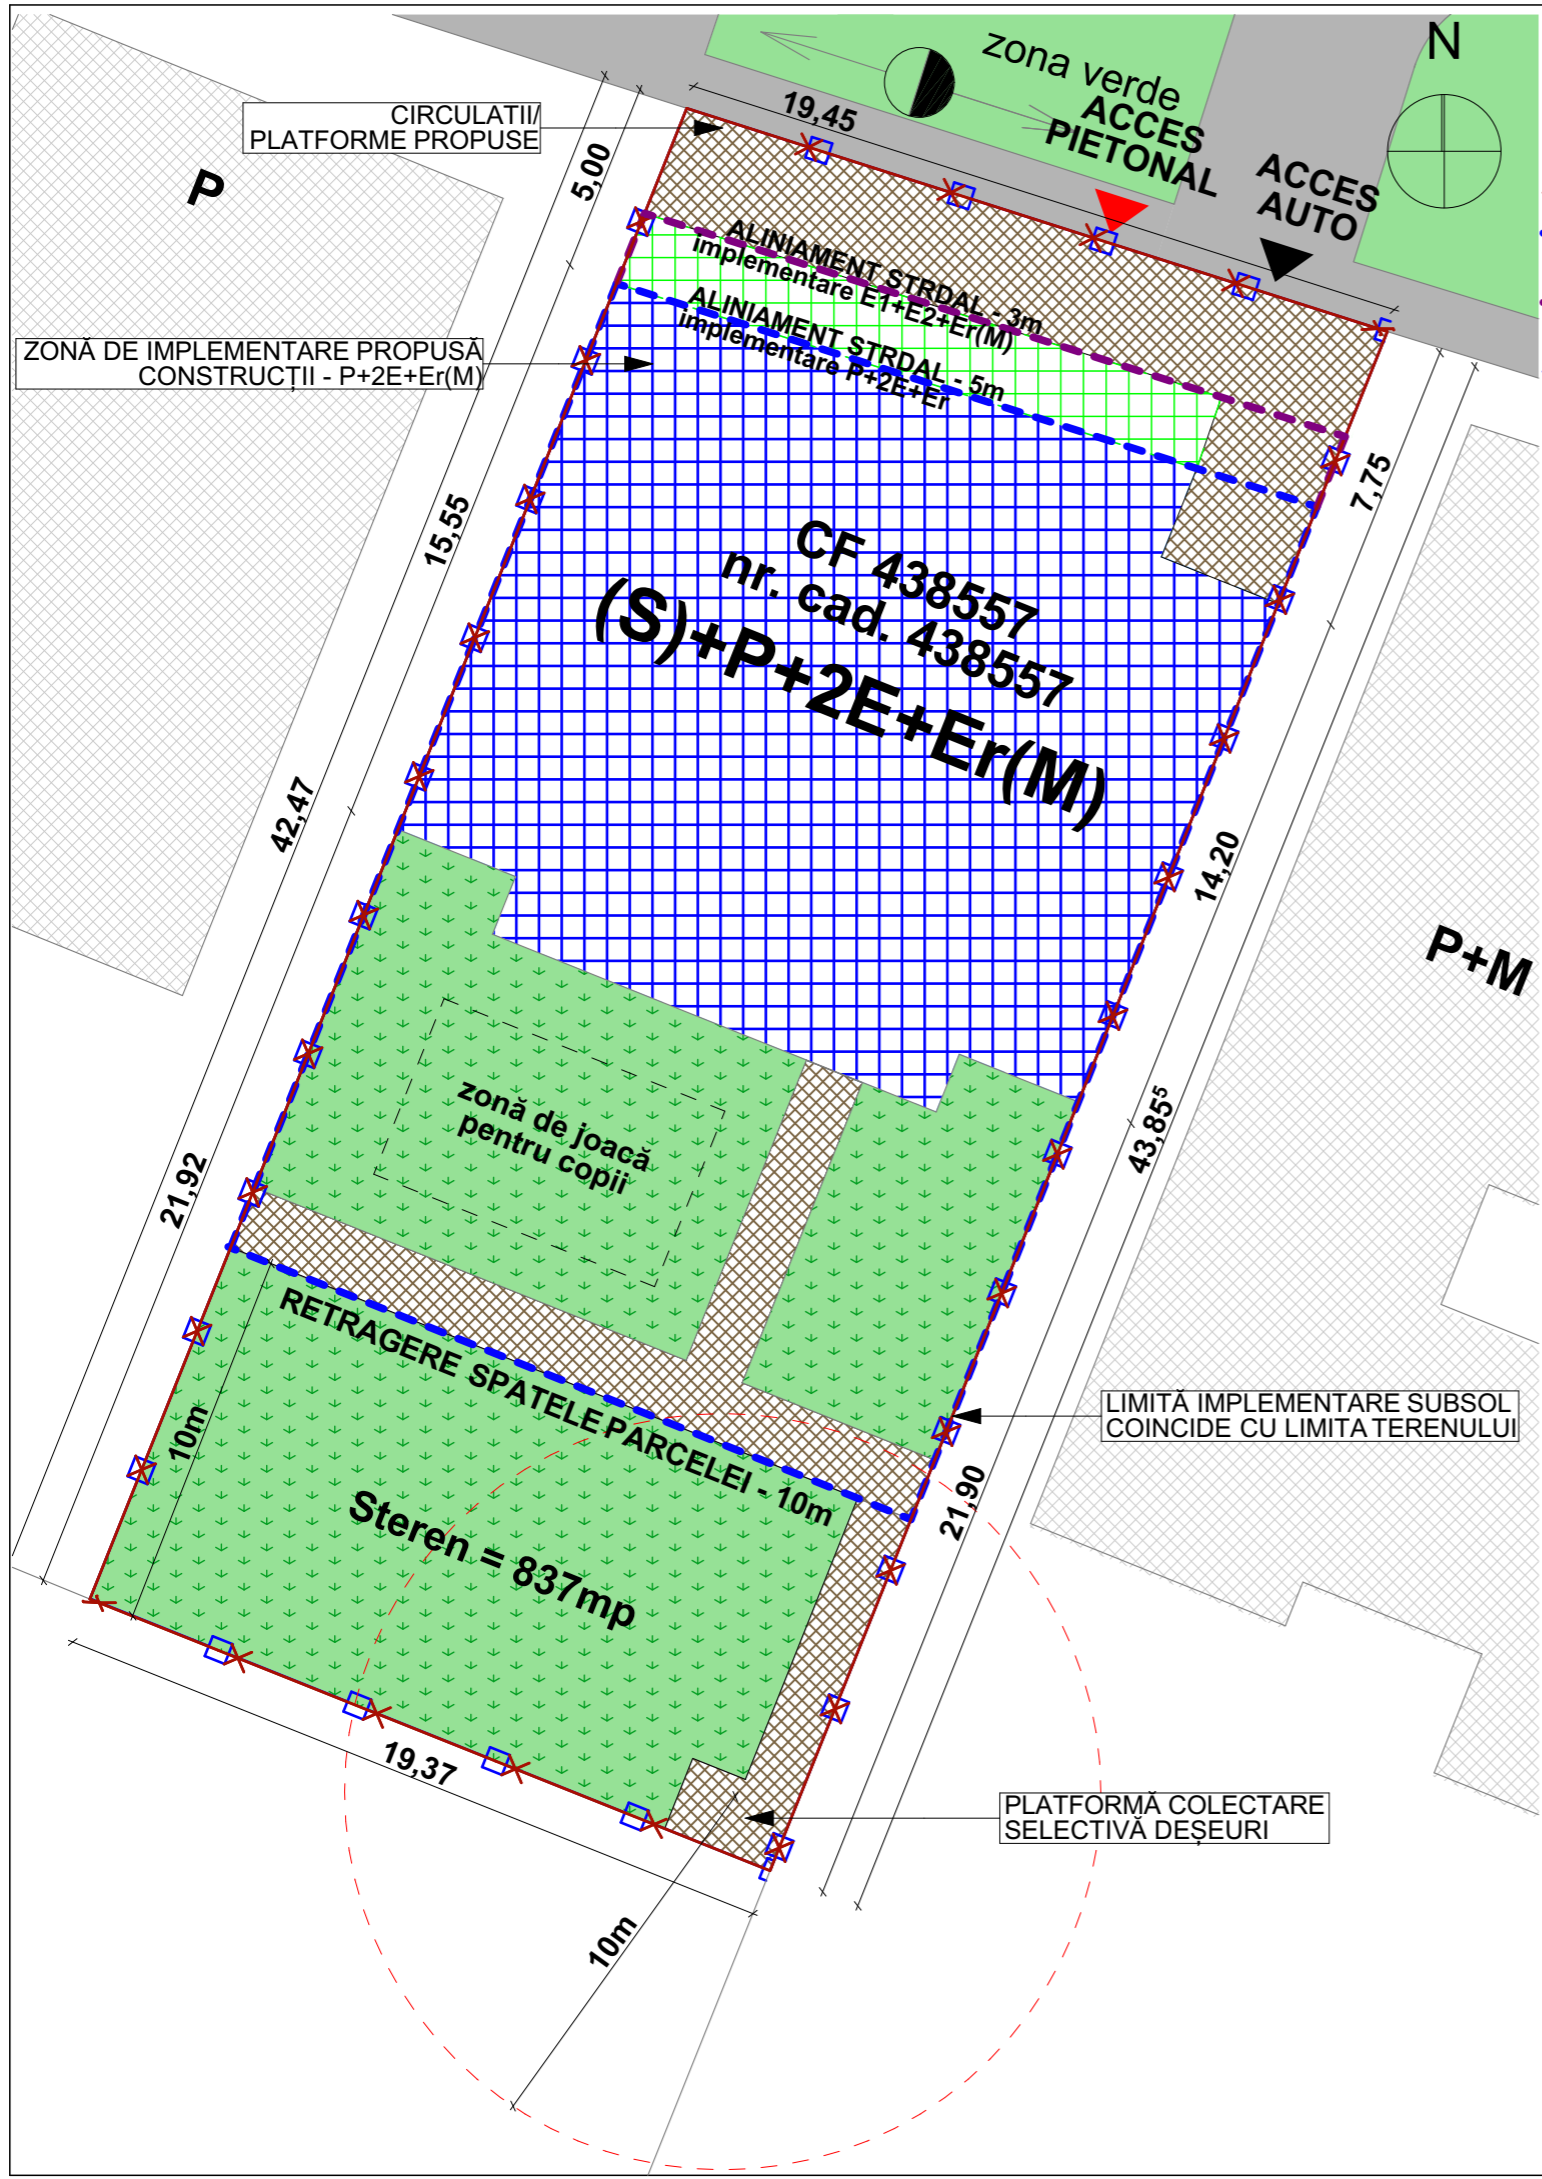 zona verde
N
CIRCULATII/
PLATFORME PROPUSE
19,45
ACCES
PIETONAL
ACCES
AUTO
5,00
P
ALINIAMENT STRDAL - 3m
implementare E1+E2+Er(M)
ALINIAMENT STRDAL - 5m
implementare P+2E+Er
ZONĂ DE IMPLEMENTARE PROPUSĂ
CONSTRUCȚII - P+2E+Er(M)
7,75
15,55
CF 438557
nr. cad. 438557
(S)+P+2E+Er(M)
42,47
14,20
P+M
zonă de joacă
pentru copii
43,85⁵
21,92
RETRAGERE SPATELE PARCELEI - 10m
LIMITĂ IMPLEMENTARE SUBSOL
COINCIDE CU LIMITA TERENULUI
10m
21,90
Steren = 837mp
19,37
PLATFORMĂ COLECTARE
SELECTIVĂ DEȘEURI
10m